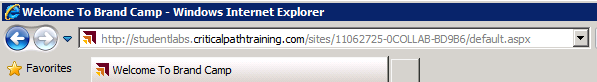 Welcome To Brand Camp - Windows Internet Explorer
http://studentlabs.criticalpathtraining.com/sites/11062725-0COLLAB-BD9B6/default.aspx
Favorites
Welcome To Brand Camp